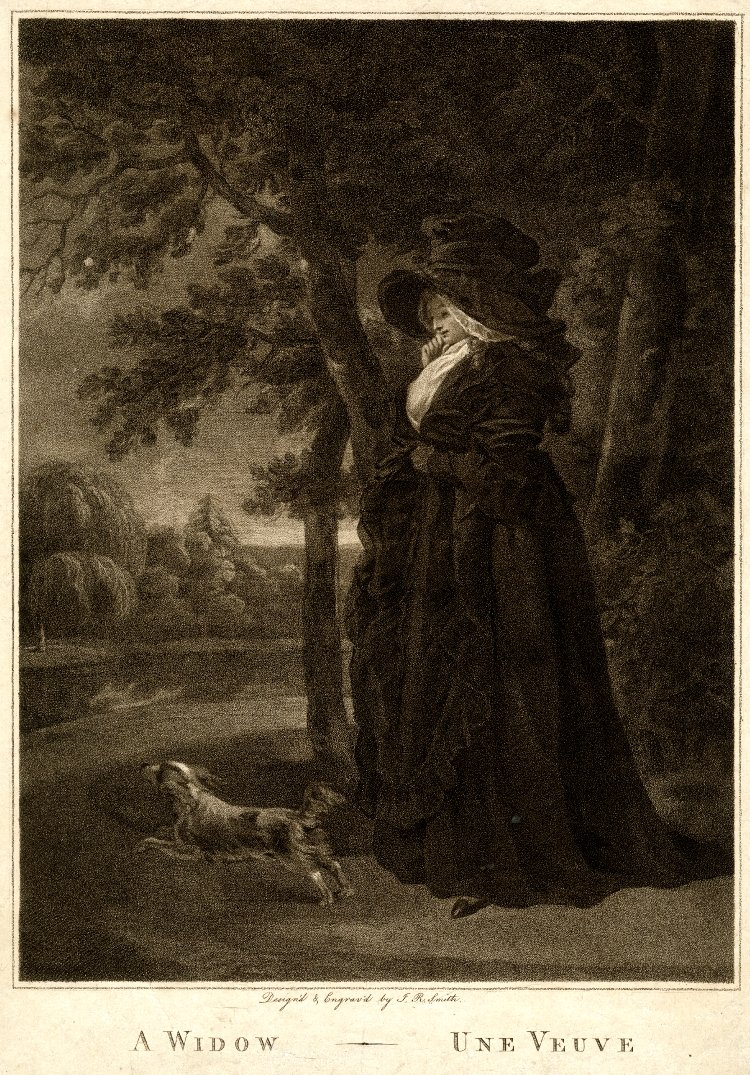 Design'd & Engrav'd by J. R. Smith.
A WIDOW — UNE VEUVE